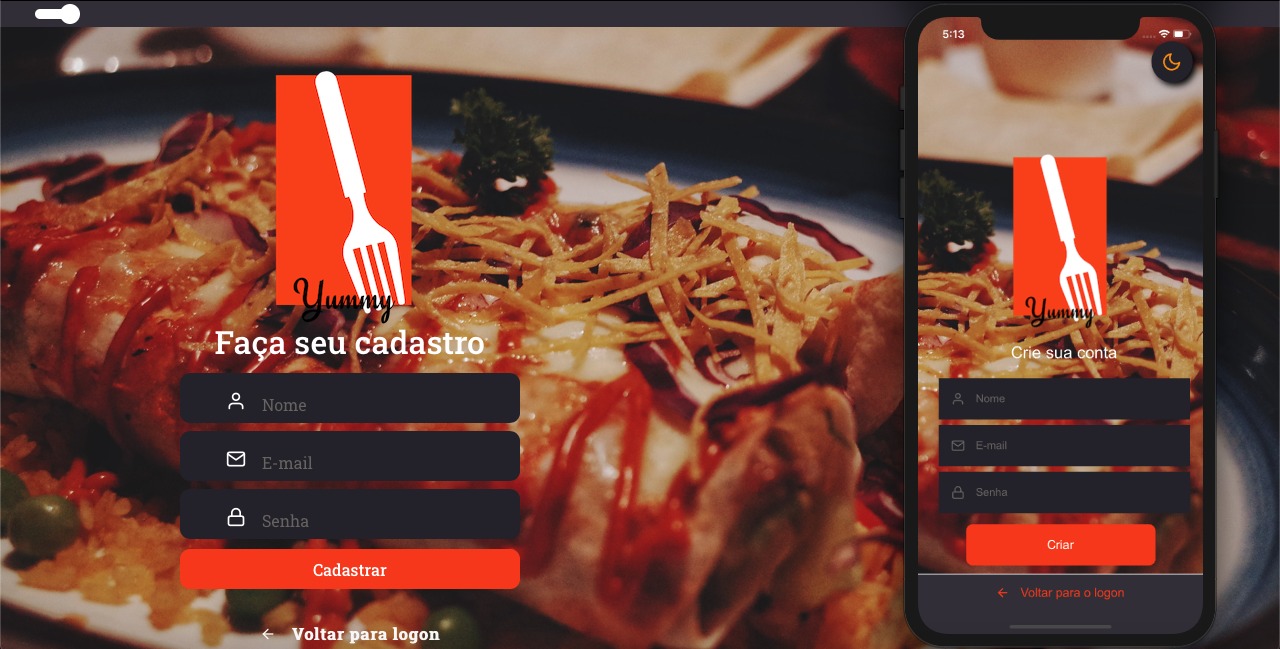 Yummy
Faça seu cadastro
Nome
E-mail
Senha
Cadastrar
Voltar para logon
5:13
Yummy
Crie sua conta
Nome
E-mail
Senha
Criar
Voltar para o logon